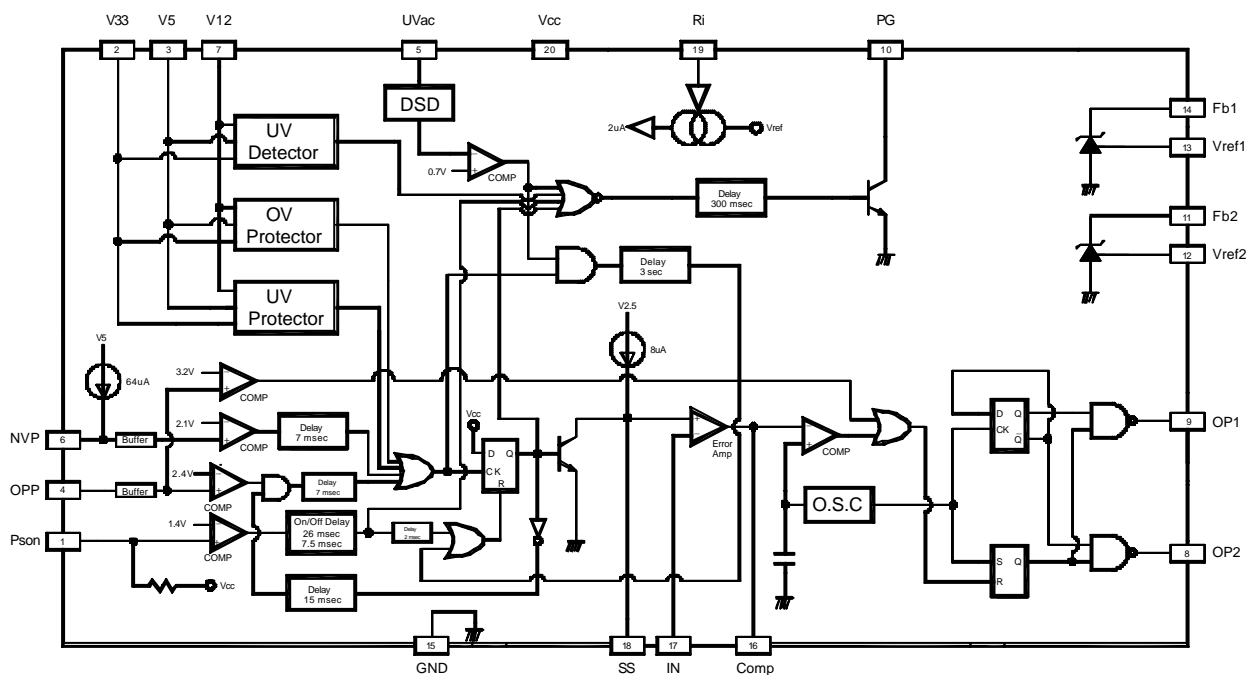 V33 V5 V12 UVac Vcc Ri PG
2 3 7 5 20 19 10
DSD
2uA
Vref
14 Fb1
13 Vref1
11 Fb2
12 Vref2
UV
Detector
- +
0.7V
COMP
Delay
300 msec
OV
Protector
Delay
3 sec
UV
Protector
V2.5
8uA
V5
64uA
3.2V
- +
COMP
NVP 6
Buffer
2.1V
- +
COMP
Delay
7 msec
Vcc
D Q
CK
R
+ -
Error
Amp
- +
COMP
D Q
CK Q
9 OP1
OPP 4
Buffer
2.4V
- +
COMP
Delay
7 msec
O.S.C
Pson 1
1.4V
- +
COMP
On/Off Delay
26 msec
7.5 msec
Delay
2 msec
S Q
R
8 OP2
Vcc
Delay
15 msec
15 18 17 16
GND SS IN Comp